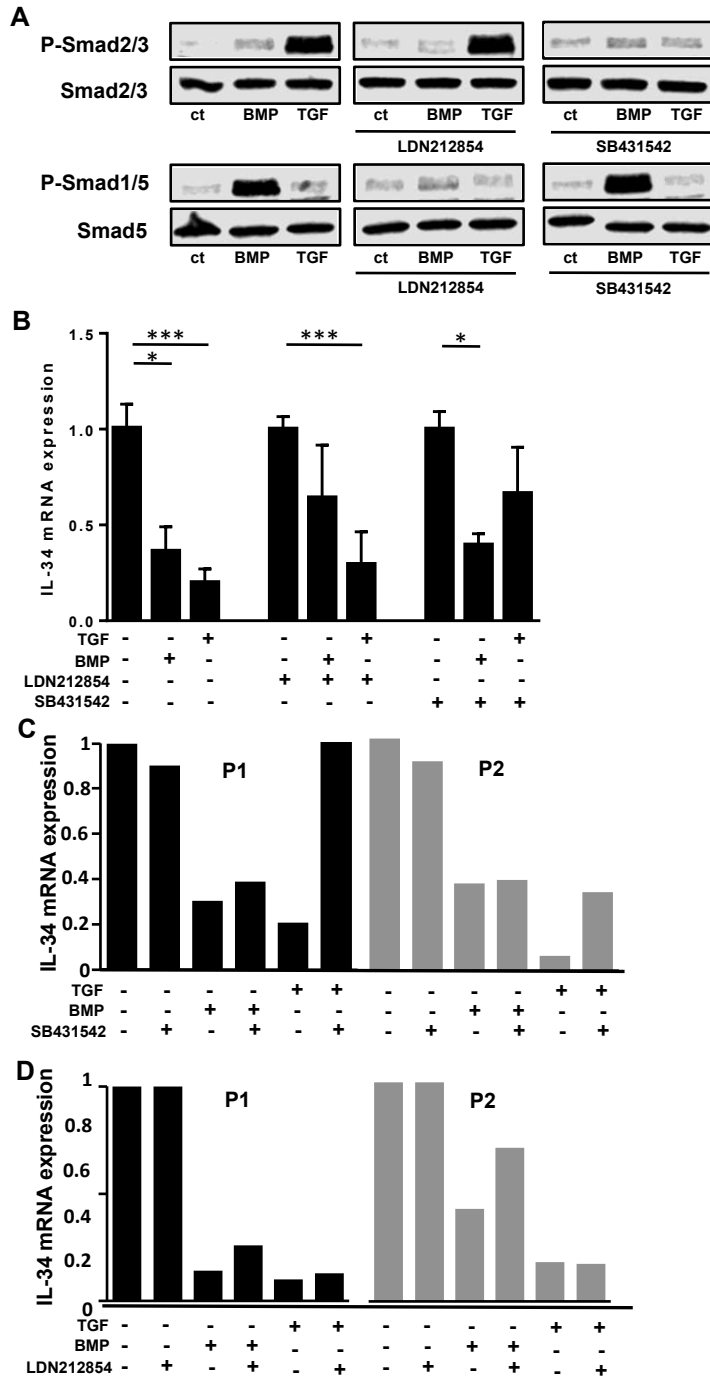 A
P-Smad2/3
Smad2/3
ct BMP TGF ct BMP TGF ct BMP TGF
LDN212854 SB431542
P-Smad1/5
Smad5
ct BMP TGF ct BMP TGF ct BMP TGF
LDN212854 SB431542
B
IL-34 mRNA expression
1.5
1.0
0.5
0.0
*** * *** *
TGF - - + - - + - - +
BMP - + - - + - - + -
LDN212854 - - - + + + - - -
SB431542 - - - - - - + + +
C
IL-34 mRNA expression
1
0.8
0.6
0.4
0.2
0
P1 P2
TGF - - - - + + - - - - + +
BMP - - + + - - - - + + - -
SB431542 - + - + - + - + - + - +
D
IL-34 mRNA expression
1
0.8
0.6
0.4
0.2
0
P1 P2
TGF - - - - + + - - - - + +
BMP - - + + - - - - + + - -
LDN212854 - + - + - + - + - + - +